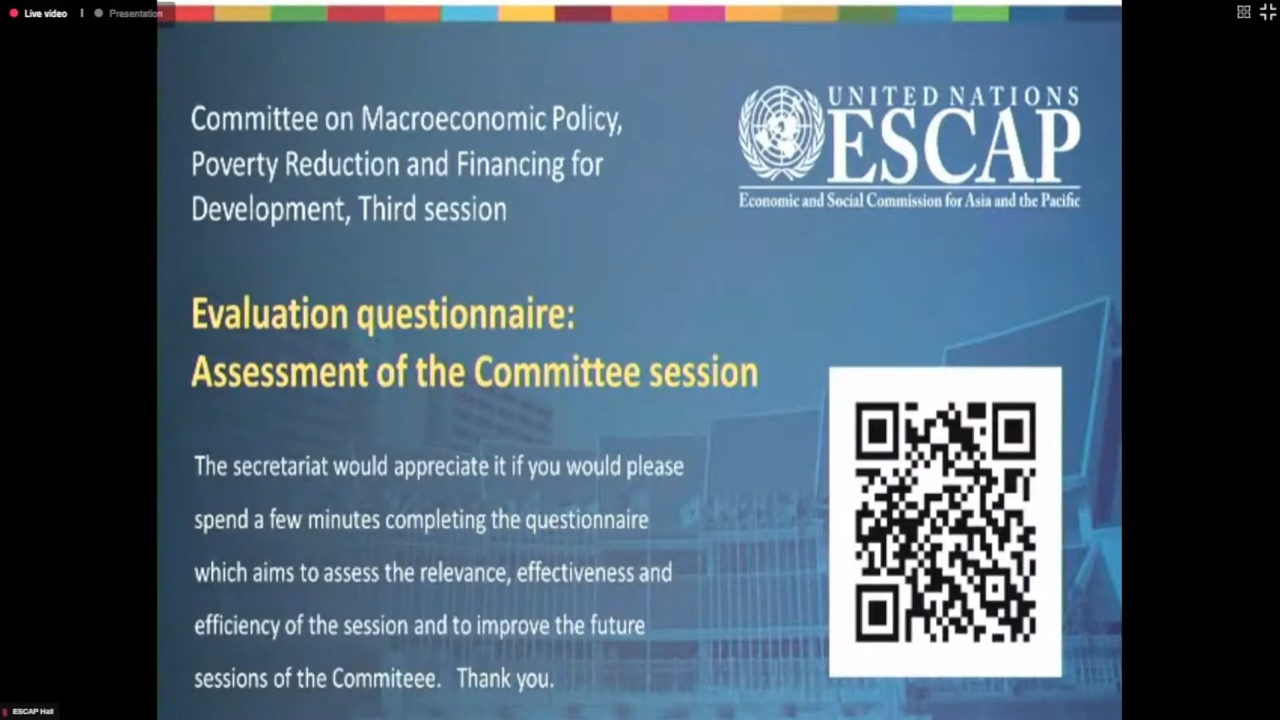 Live video
Presentation
Committee on Macroeconomic Policy,
Poverty Reduction and Financing for
Development, Third session
UNITED NATIONS
ESCAP
Economic and Social Commission for Asia and the Pacific
Evaluation questionnaire:
Assessment of the Committee session
The secretariat would appreciate it if you would please
spend a few minutes completing the questionnaire
which aims to assess the relevance, effectiveness and
efficiency of the session and to improve the future
sessions of the Commiteee. Thank you.
ESCAP Hall